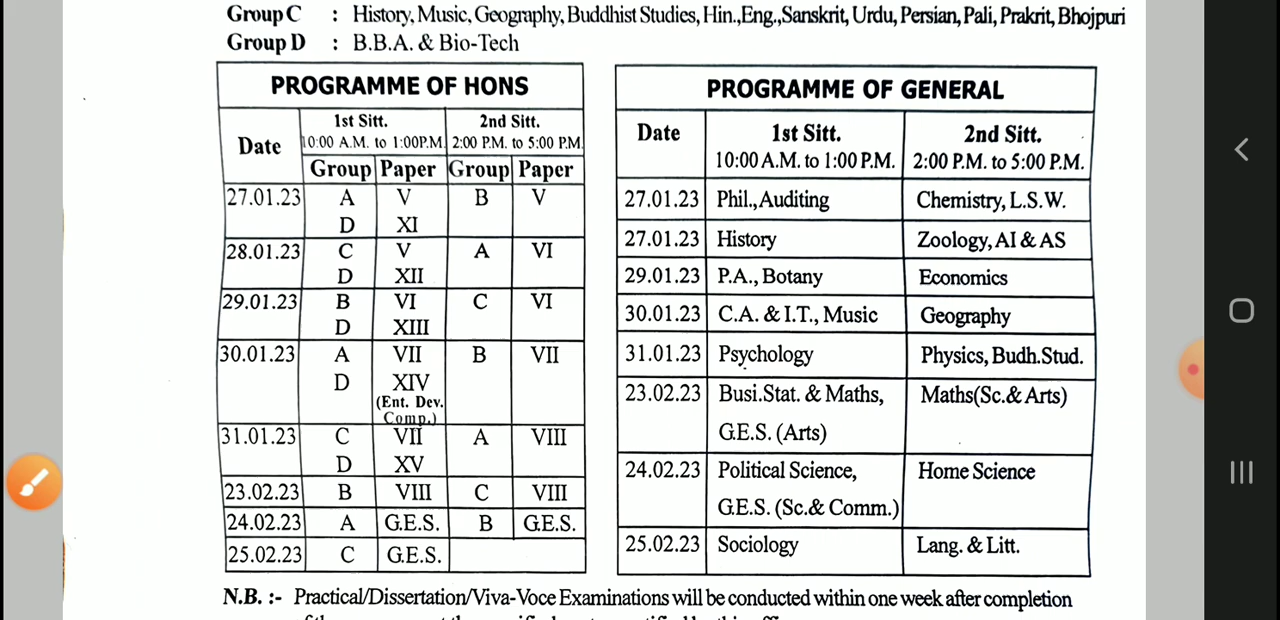 Group C : History, Music, Geography, Buddhist Studies, Hin.,Eng.,Sanskrit, Urdu, Persian, Pali, Prakrit, Bhojpuri
Group D : B.B.A. & Bio-Tech
PROGRAMME OF HONS
Date 1st Sitt. 2nd Sitt.
10:00 A.M. to 1:00P.M. 2:00 P.M. to 5:00 P.M.
Group Paper Group Paper
27.01.23 A V B V
D XI
28.01.23 C V A VI
D XII
29.01.23 B VI C VI
D XIII
30.01.23 A VII B VII
D XIV
(Ent. Dev.
Comp.)
31.01.23 C VII A VIII
D XV
23.02.23 B VIII C VIII
24.02.23 A G.E.S. B G.E.S.
25.02.23 C G.E.S.
PROGRAMME OF GENERAL
Date 1st Sitt. 2nd Sitt.
10:00 A.M. to 1:00 P.M. 2:00 P.M. to 5:00 P.M.
27.01.23 Phil., Auditing Chemistry, L.S.W.
27.01.23 History Zoology, AI & AS
29.01.23 P.A., Botany Economics
30.01.23 C.A. & I.T., Music Geography
31.01.23 Psychology Physics, Budh.Stud.
23.02.23 Busi.Stat. & Maths, Maths(Sc.& Arts)
G.E.S. (Arts)
24.02.23 Political Science, Home Science
G.E.S. (Sc.& Comm.)
25.02.23 Sociology Lang. & Litt.
N.B. :- Practical/Dissertation/Viva-Voce Examinations will be conducted within one week after completion